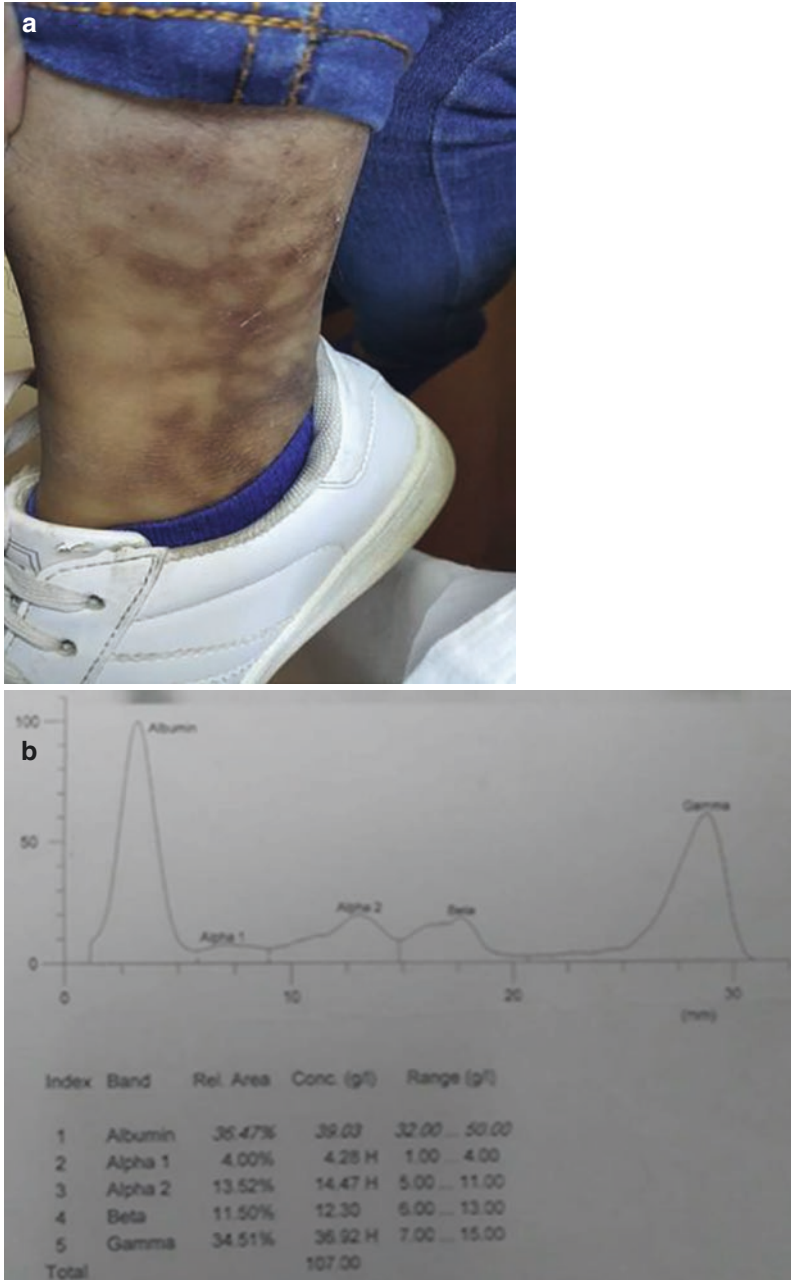 a
b
100
Albumin
Gamma
50
Alpha 2
Beta
Alpha 1
0
0 10 20 30
(mm)
Index Band Rel. Area Conc. (g/l) Range (g/l)
1 Albumin 36.47% 39.03 32.00 ... 50.00
2 Alpha 1 4.00% 4.28 H 1.00 ... 4.00
3 Alpha 2 13.52% 14.47 H 5.00 ... 11.00
4 Beta 11.50% 12.30 6.00 ... 13.00
5 Gamma 34.51% 36.92 H 7.00 ... 15.00
Total 107.00